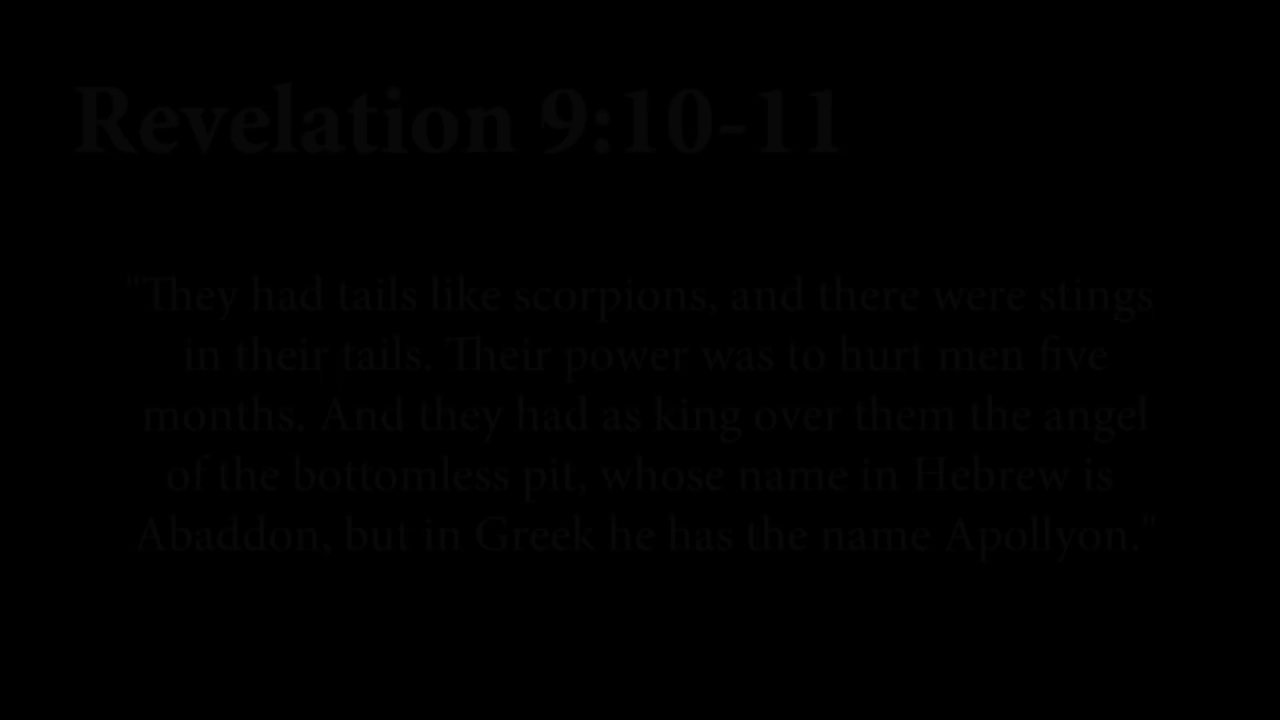 Revelation 9:10-11
"They had tails like scorpions, and there were stings
in their tails. Their power was to hurt men five
months. And they had as king over them the angel
of the bottomless pit, whose name in Hebrew is
Abaddon, but in Greek he has the name Apollyon."